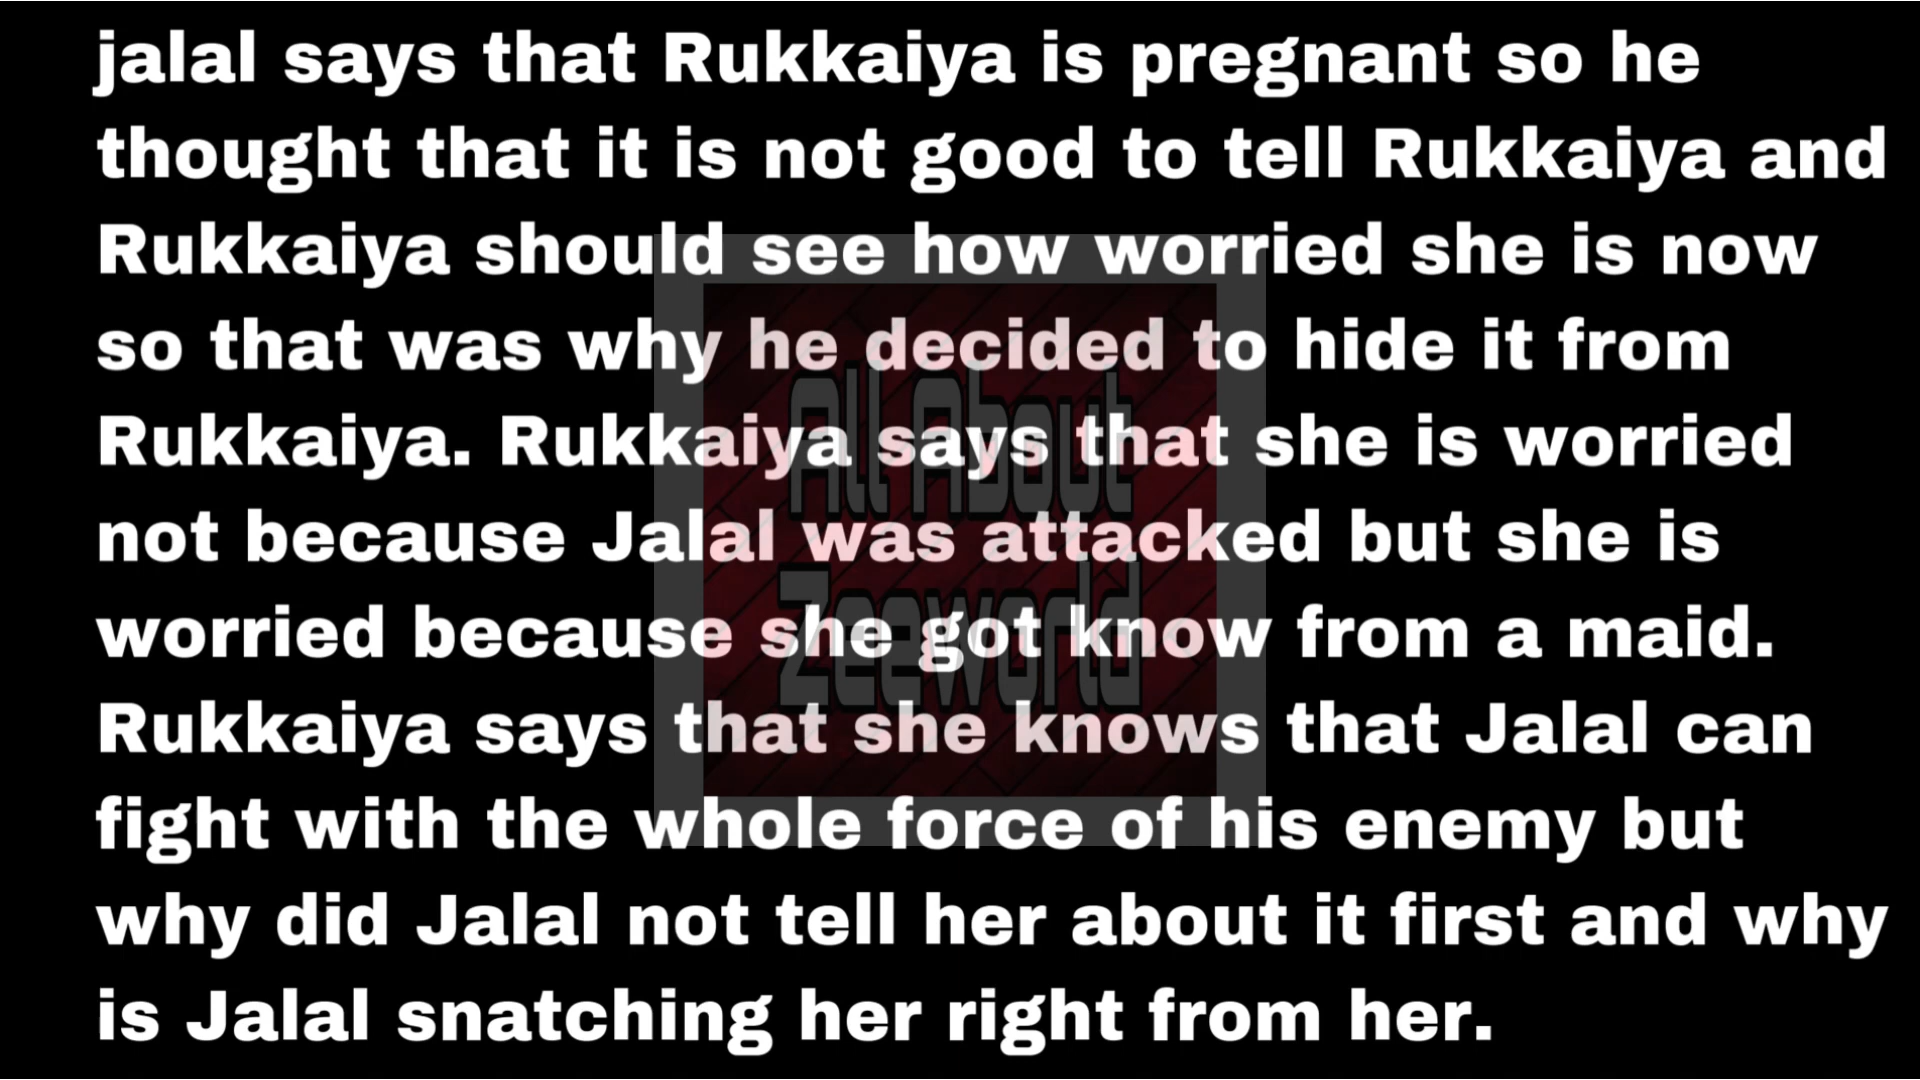 jalal says that Rukkaiya is pregnant so he
thought that it is not good to tell Rukkaiya and
Rukkaiya should see how worried she is now
so that was why he decided to hide it from
Rukkaiya. Rukkaiya says that she is worried
not because Jalal was attacked but she is
worried because she got know from a maid.
Rukkaiya says that she knows that Jalal can
fight with the whole force of his enemy but
why did Jalal not tell her about it first and why
is Jalal snatching her right from her.
All About
Zeeworld